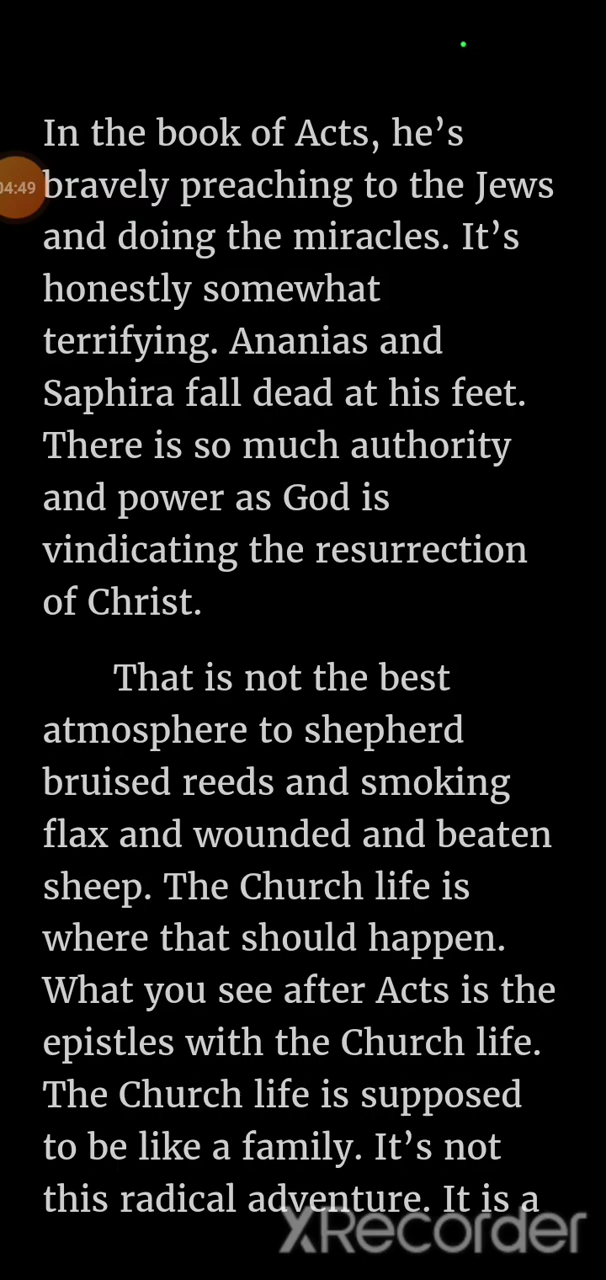 In the book of Acts, he’s
04:49
bravely preaching to the Jews
and doing the miracles. It’s
honestly somewhat
terrifying. Ananias and
Saphira fall dead at his feet.
There is so much authority
and power as God is
vindicating the resurrection
of Christ.
That is not the best
atmosphere to shepherd
bruised reeds and smoking
flax and wounded and beaten
sheep. The Church life is
where that should happen.
What you see after Acts is the
epistles with the Church life.
The Church life is supposed
to be like a family. It’s not
this radical adventure. It is a
XRecorder